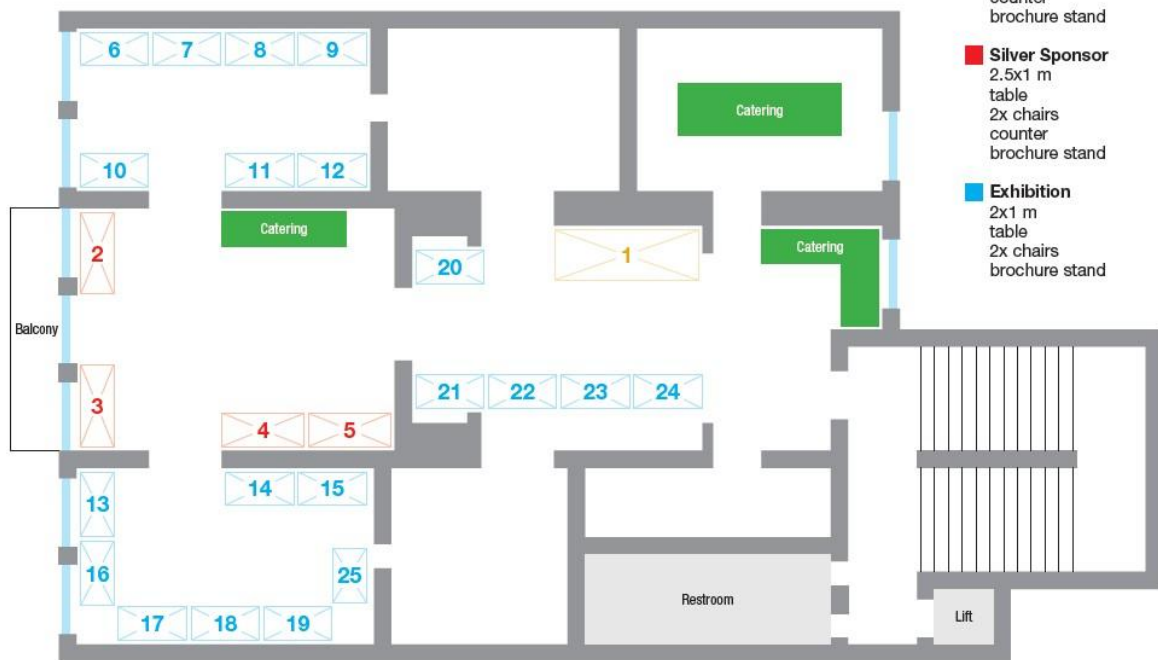 counter
brochure stand
Silver Sponsor
2.5x1 m
table
2x chairs
counter
brochure stand
Exhibition
2x1 m
table
2x chairs
brochure stand
6 7 8 9
Catering
10 11 12
2
Catering
20
1
Catering
Balcony
3
21 22 23 24
4 5
13
14 15
16
25
17 18 19
Restroom
Lift